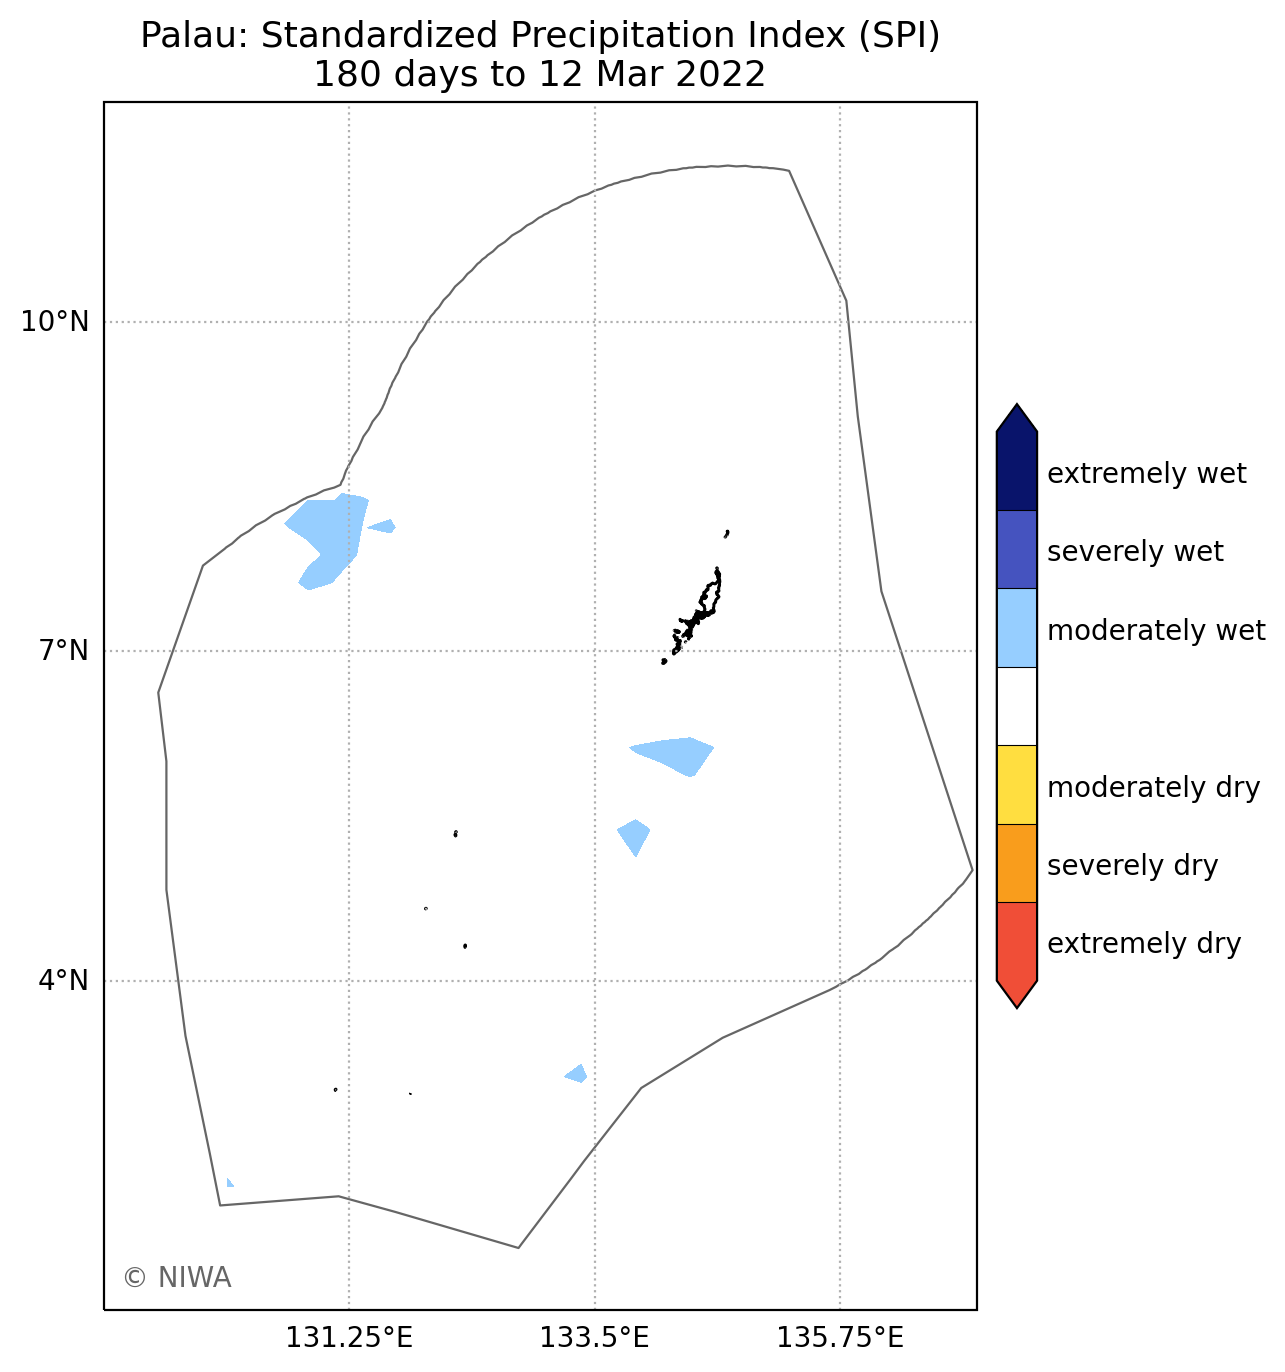 Palau: Standardized Precipitation Index (SPI)
180 days to 12 Mar 2022
10°N
7°N
4°N
131.25°E
133.5°E
135.75°E
extremely wet
severely wet
moderately wet
moderately dry
severely dry
extremely dry
© NIWA